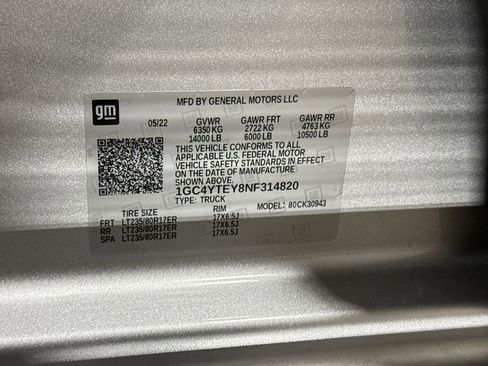 gm
MFD BY GENERAL MOTORS LLC
05/22 GVWR GAWR FRT GAWR RR
6350 KG 2722 KG 4763 KG
14000 LB 6000 LB 10500 LB
THIS VEHICLE CONFORMS TO ALL
APPLICABLE U.S. FEDERAL MOTOR
VEHICLE SAFETY STANDARDS IN EFFECT
ON THE DATE OF MANUFACTURE
1GC4YTEY8NF314820
TYPE: TRUCK MODEL: 80CK30943
TIRE SIZE RIM
FRT LT235/80R17ER 17X6.5J
RR LT235/80R17ER 17X6.5J
SPA LT235/80R17ER 17X6.5J